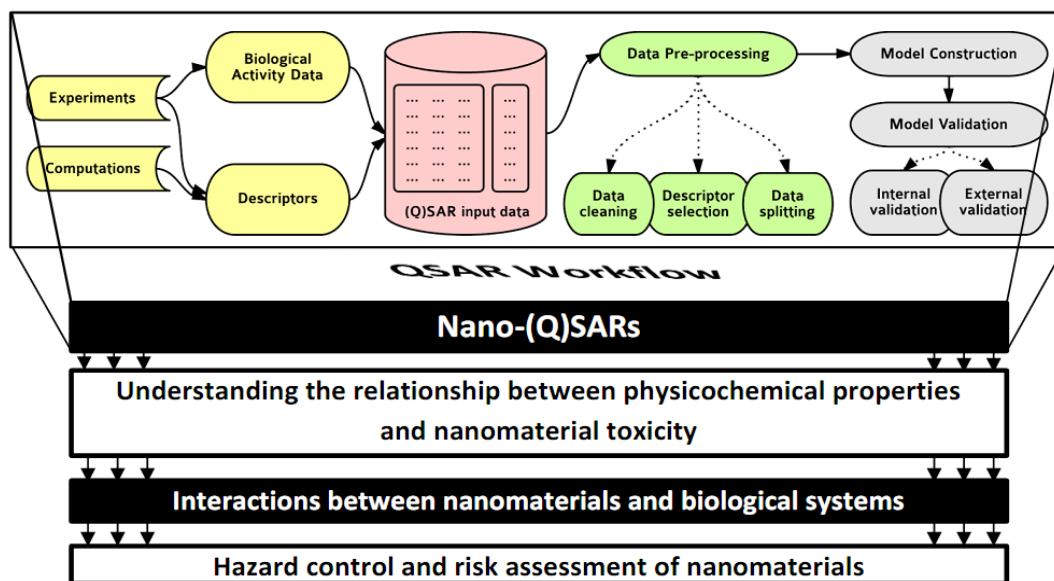 Experiments
Computations
Biological
Activity Data
Descriptors
... ... ... ...
... ... ... ...
... ... ... ...
... ... ... ...
... ... ... ...
... ... ... ...
(Q)SAR input data
Data Pre-processing
Data
cleaning
Descriptor
selection
Data
splitting
Model Construction
Model Validation
Internal
validation
External
validation
QSAR Workflow
Nano-(Q)SARs
Understanding the relationship between physicochemical properties
and nanomaterial toxicity
Interactions between nanomaterials and biological systems
Hazard control and risk assessment of nanomaterials